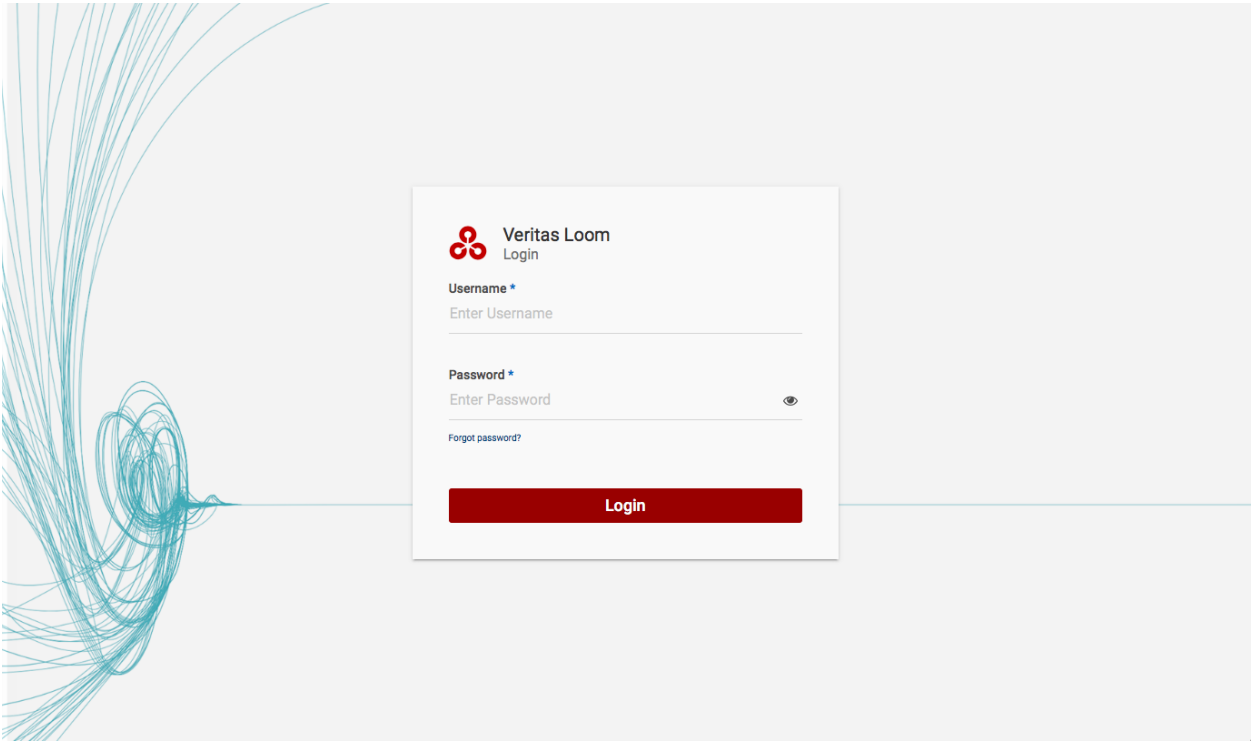 Veritas Loom
Login
Username *
Enter Username
Password *
Enter Password
Forgot password?
Login